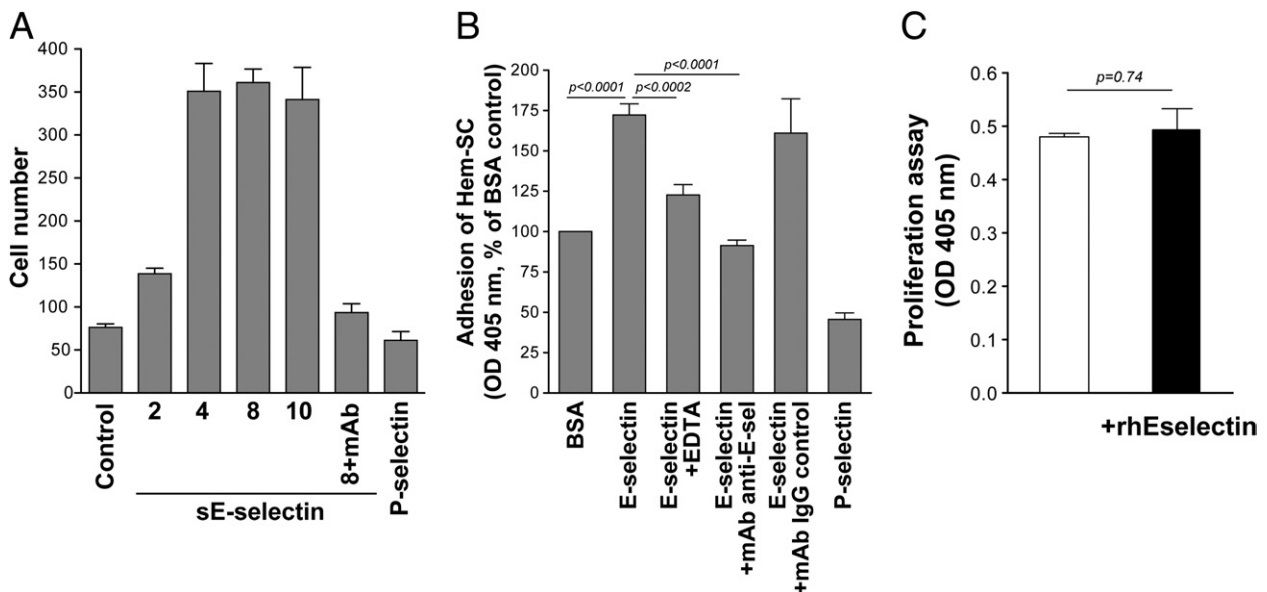 A
Cell number
400
350
300
250
200
150
100
50
0
Control
2
4
8
10
8+mAb
P-selectin
sE-selectin
B
Adhesion of Hem-SC
(OD 405 nm, % of BSA control)
200
175
150
125
100
75
50
25
0
p<0.0001
p<0.0001
p<0.0002
BSA
E-selectin
E-selectin
+EDTA
E-selectin
+mAb anti-E-sel
E-selectin
+mAb IgG control
P-selectin
C
Proliferation assay
(OD 405 nm)
0.6
0.5
0.4
0.3
0.2
0.1
0.0
p=0.74
+rhEselectin